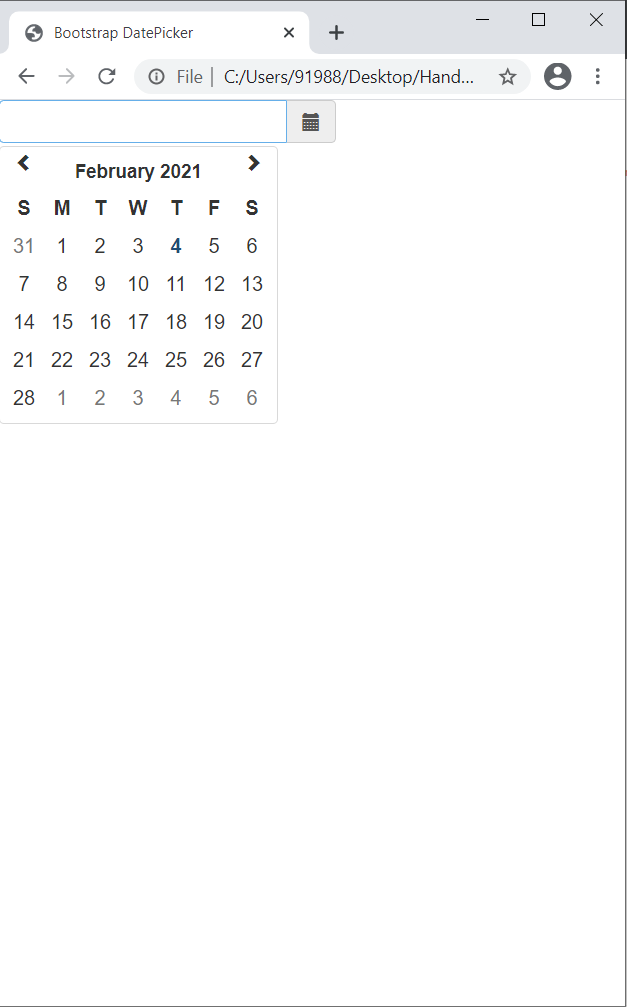 Bootstrap DatePicker
File | C:/Users/91988/Desktop/Hand...
February 2021
S M T W T F S
31 1 2 3 4 5 6
7 8 9 10 11 12 13
14 15 16 17 18 19 20
21 22 23 24 25 26 27
28 1 2 3 4 5 6